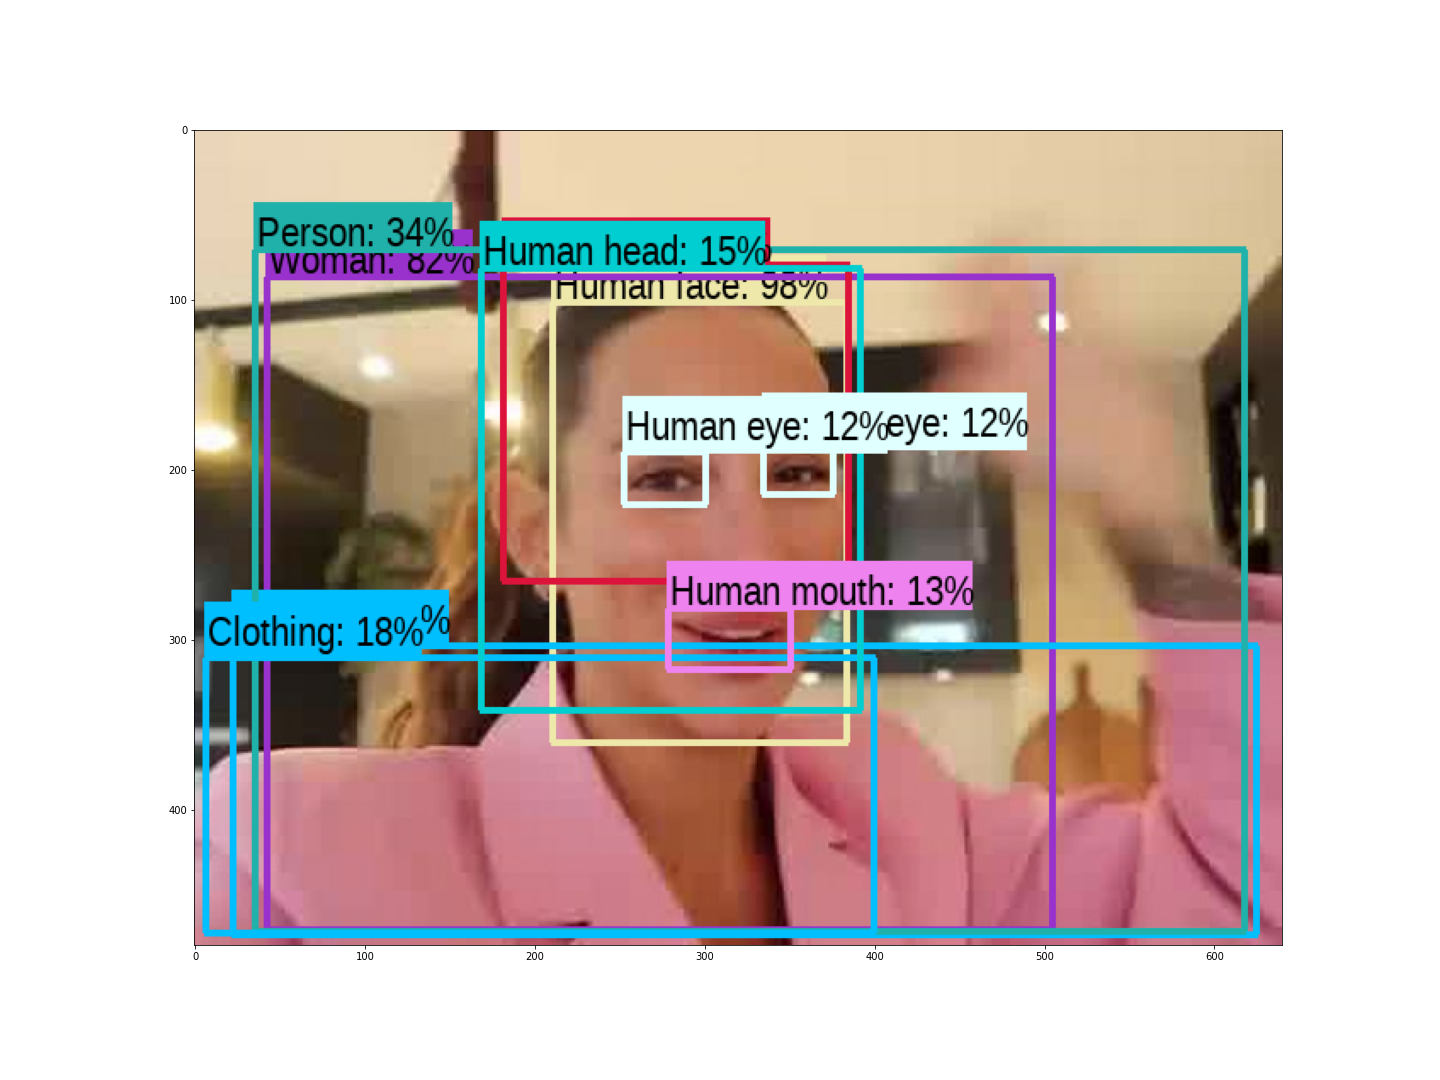 0
Person: 34%
Woman: 82%
Human head: 15%
Human face: 98%
100
Human eye: 12%
eye: 12%
200
Human mouth: 13%
%
Clothing: 18%
300
400
0 100 200 300 400 500 600